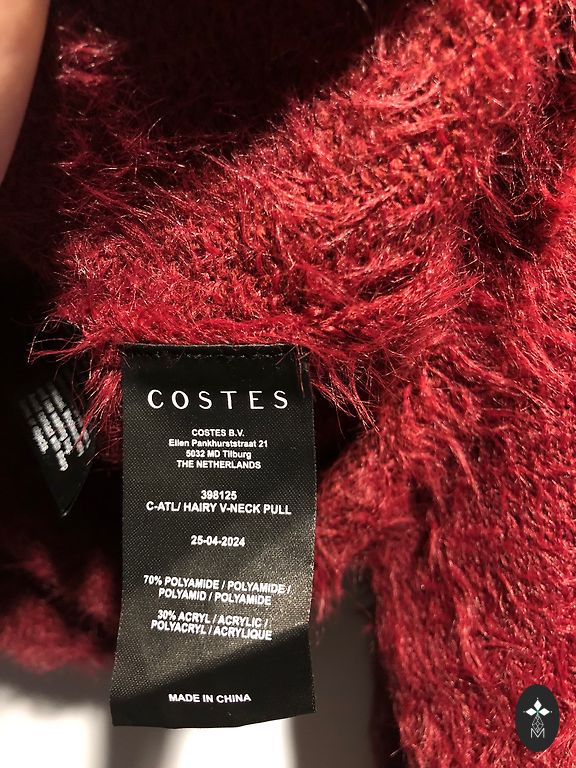 COSTES
COSTES B.V.
Ellen Pankhurststraat 21
5032 MD Tilburg
THE NETHERLANDS
398125
C-ATL/ HAIRY V-NECK PULL
25-04-2024
70% POLYAMIDE / POLYAMIDE /
POLYAMID / POLYAMIDE
30% ACRYL / ACRYLIC /
POLYACRYL / ACRYLIQUE
MADE IN CHINA
M